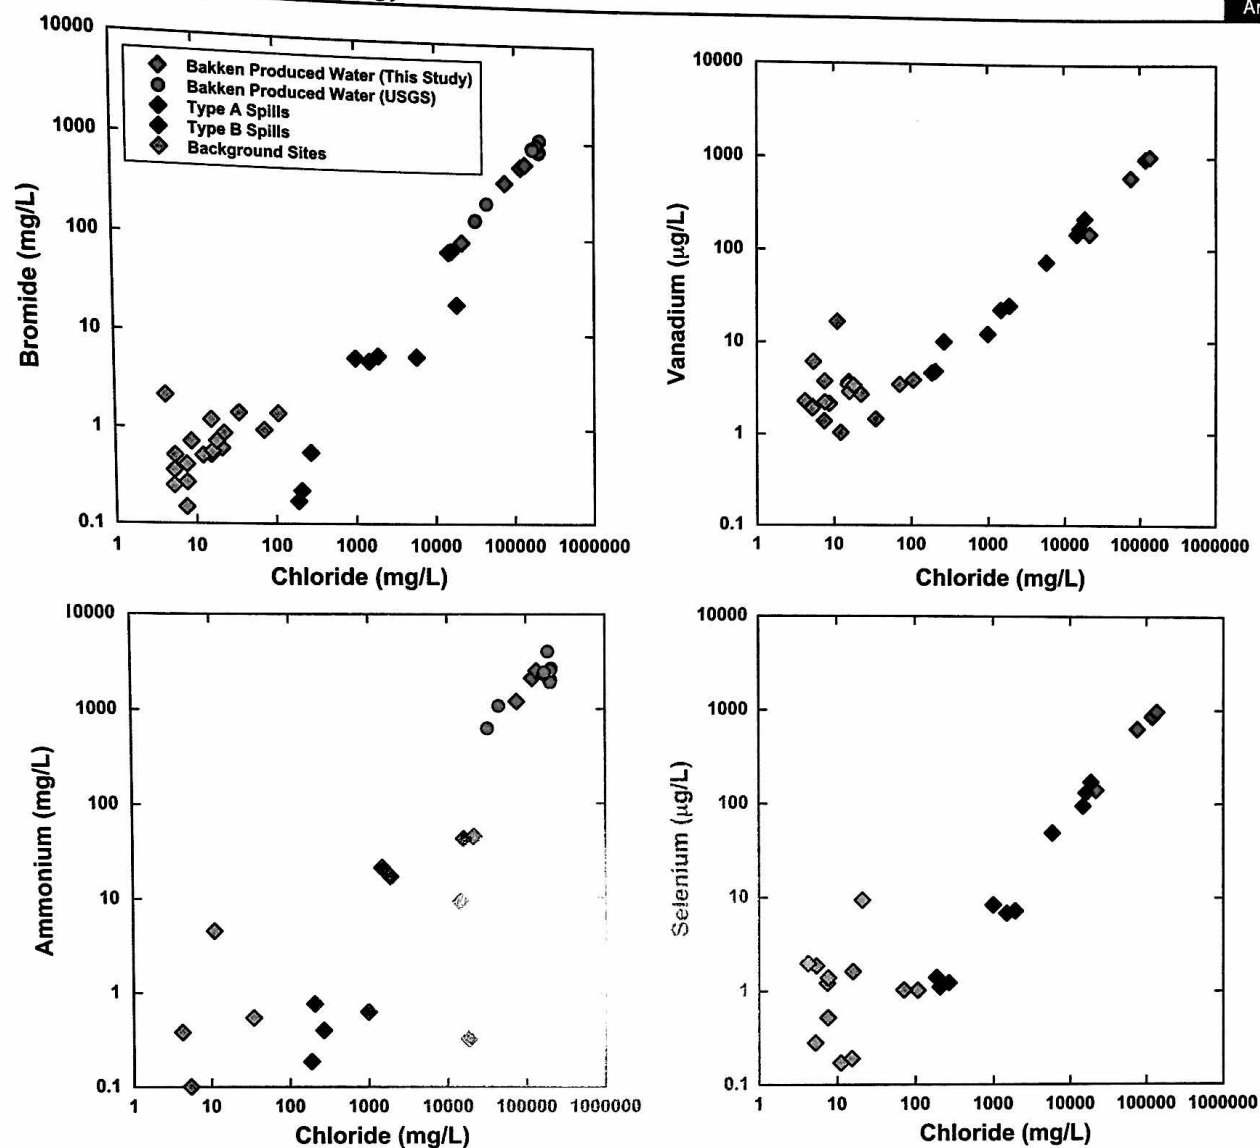 Ar
10000
1000
100
10
1
0.1
Bromide (mg/L)
Bakken Produced Water (This Study)
Bakken Produced Water (USGS)
Type A Spills
Type B Spills
Background Sites
1 10 100 1000 10000 100000 1000000
Chloride (mg/L)
10000
1000
100
10
1
0.1
Vanadium (µg/L)
1 10 100 1000 10000 100000 1000000
Chloride (mg/L)
10000
1000
100
10
1
0.1
Ammonium (mg/L)
1 10 100 1000 10000 100000 1000000
Chloride (mg/L)
10000
1000
100
10
1
0.1
Selenium (µg/L)
1 10 100 1000 10000 100000 1000000
Chloride (mg/L)